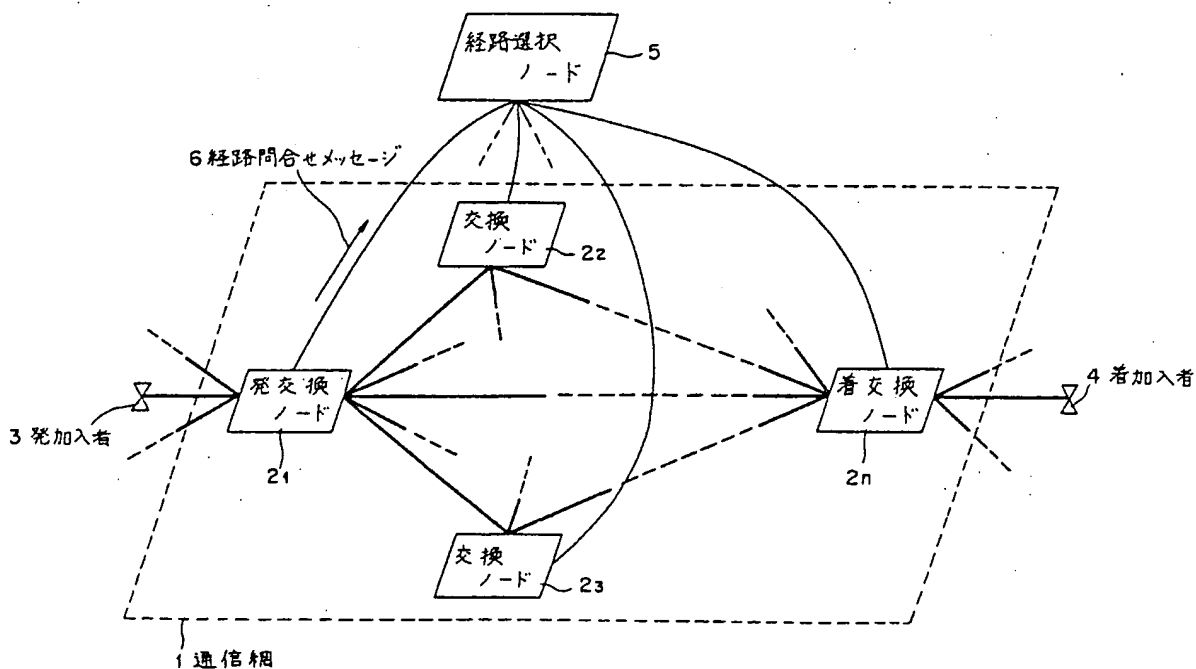 経路選択
ノード
5
6 経路問合せメッセージ
交換
ノード
22
発交換
ノード
21
3 発加入者
着交換
ノード
2n
4 着加入者
交換
ノード
23
1 通信網